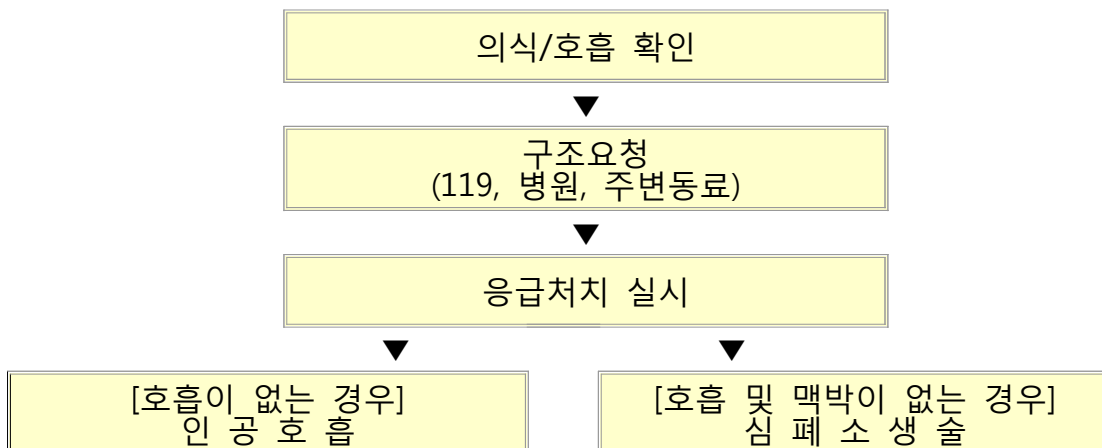 의식/호흡 확인
▼
구조요청
(119, 병원, 주변동료)
▼
응급처치 실시
▼ ▼
[호흡이 없는 경우]
인 공 호 흡
[호흡 및 맥박이 없는 경우]
심 폐 소 생 술